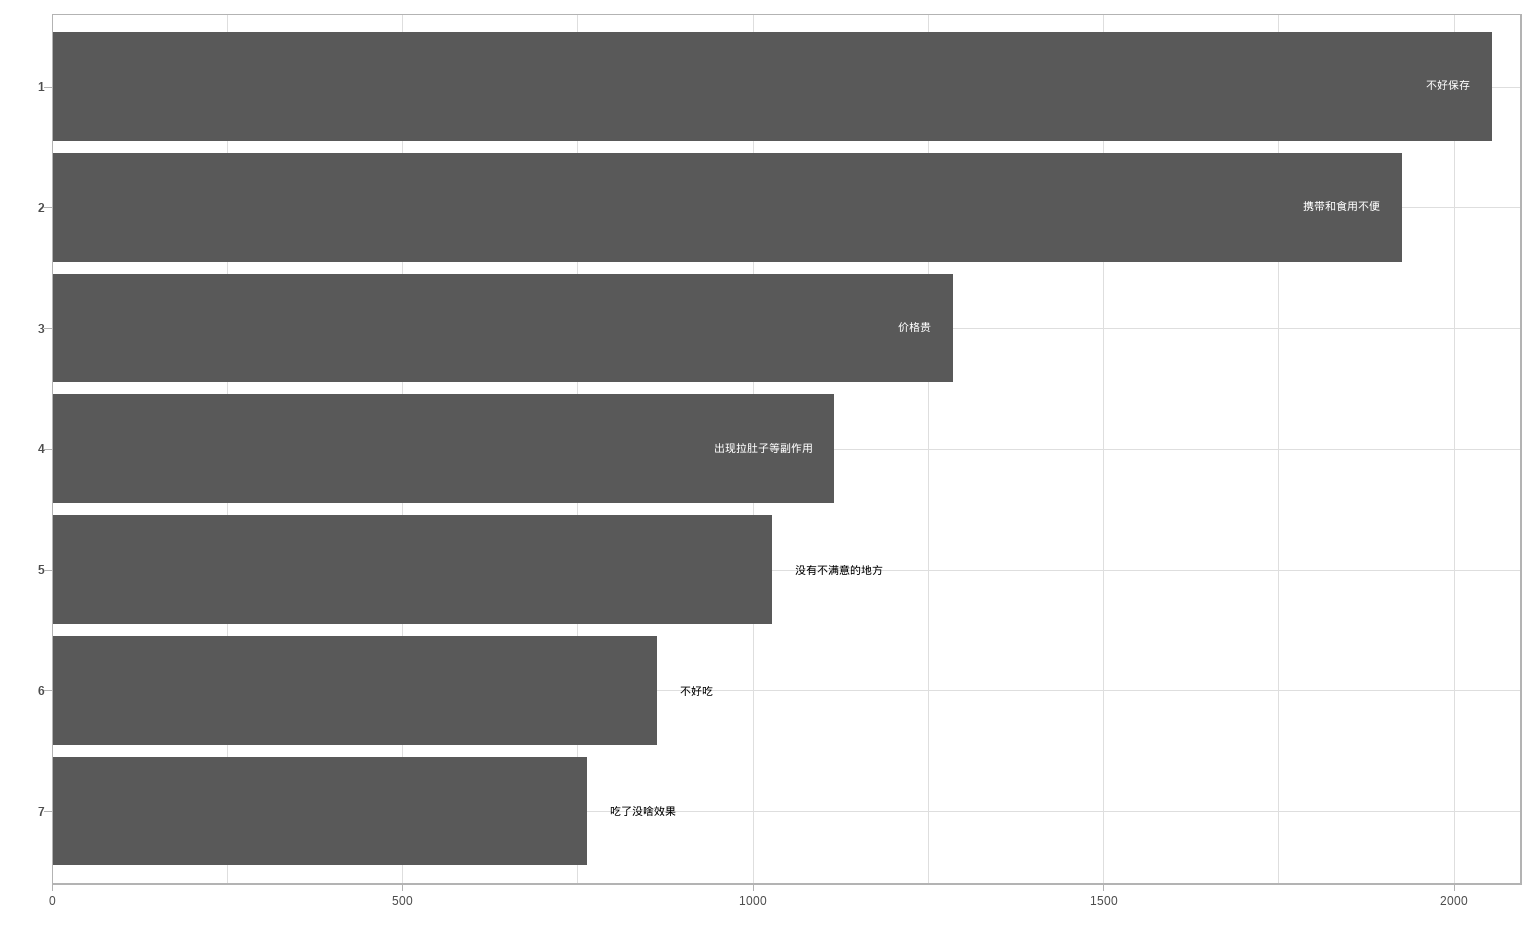 1 不好保存
2 携带和食用不便
3 价格贵
4 出现拉肚子等副作用
5 没有不满意的地方
6 不好吃
7 吃了没啥效果
0 500 1000 1500 2000